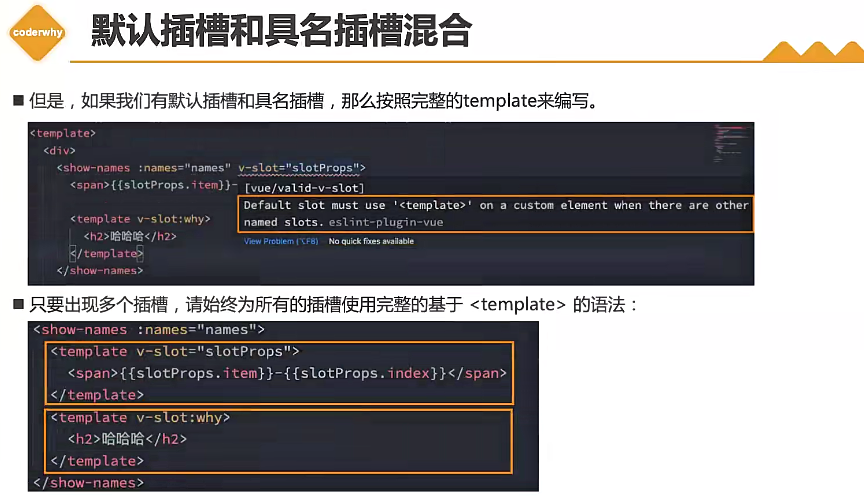 coderwhy
默认插槽和具名插槽混合
但是，如果我们有默认插槽和具名插槽，那么按照完整的template来编写。
<template>
<div>
<show-names :names="names" v-slot="slotProps">
<span>{{slotProps.item}}-
[vue/valid-v-slot]
Default slot must use '<template>' on a custom element when there are other
named slots. eslint-plugin-vue
<template v-slot:why>
<h2>哈哈哈</h2>
View Problem (⌥F8) No quick fixes available
</template>
</show-names>
只要出现多个插槽，请始终为所有的插槽使用完整的基于 <template> 的语法：
<show-names :names="names">
<template v-slot="slotProps">
<span>{{slotProps.item}}-{{slotProps.index}}</span>
</template>
<template v-slot:why>
<h2>哈哈哈</h2>
</template>
</show-names>